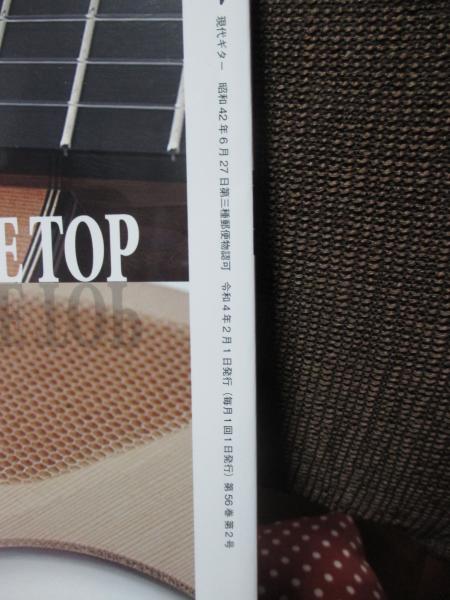 現代ギター 昭和42年6月27日第三種郵便物認可 令和4年2月1日発行(毎月1回1日発行)第56巻第2号
E TOP